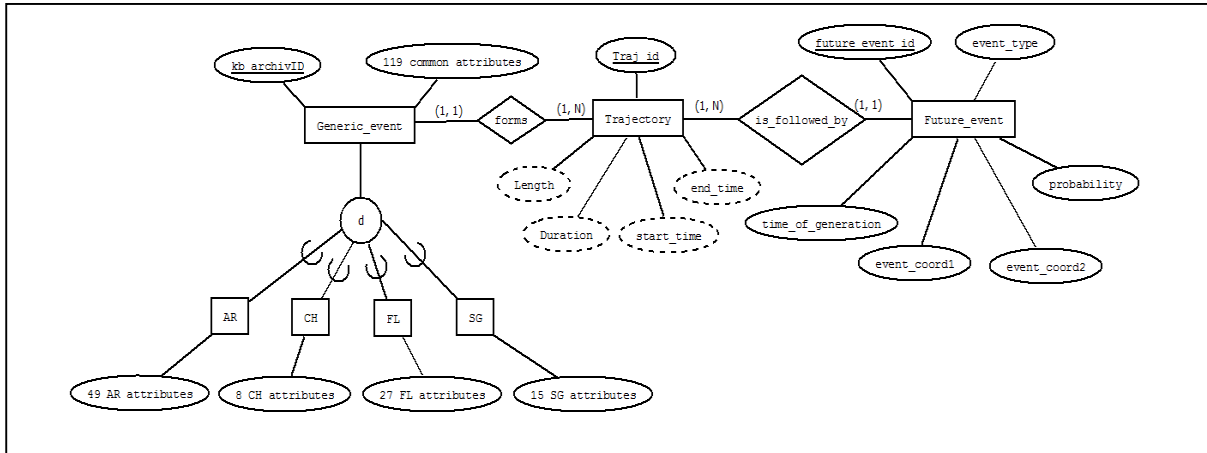 kb_archivID
119 common attributes
Traj_id
future_event_id
event_type
Generic_event
(1, 1)
forms
(1, N)
Trajectory
(1, N)
is_followed_by
(1, 1)
Future_event
Length
end_time
probability
Duration
start_time
time_of_generation
event_coord1
event_coord2
d
AR
CH
FL
SG
49 AR attributes
8 CH attributes
27 FL attributes
15 SG attributes